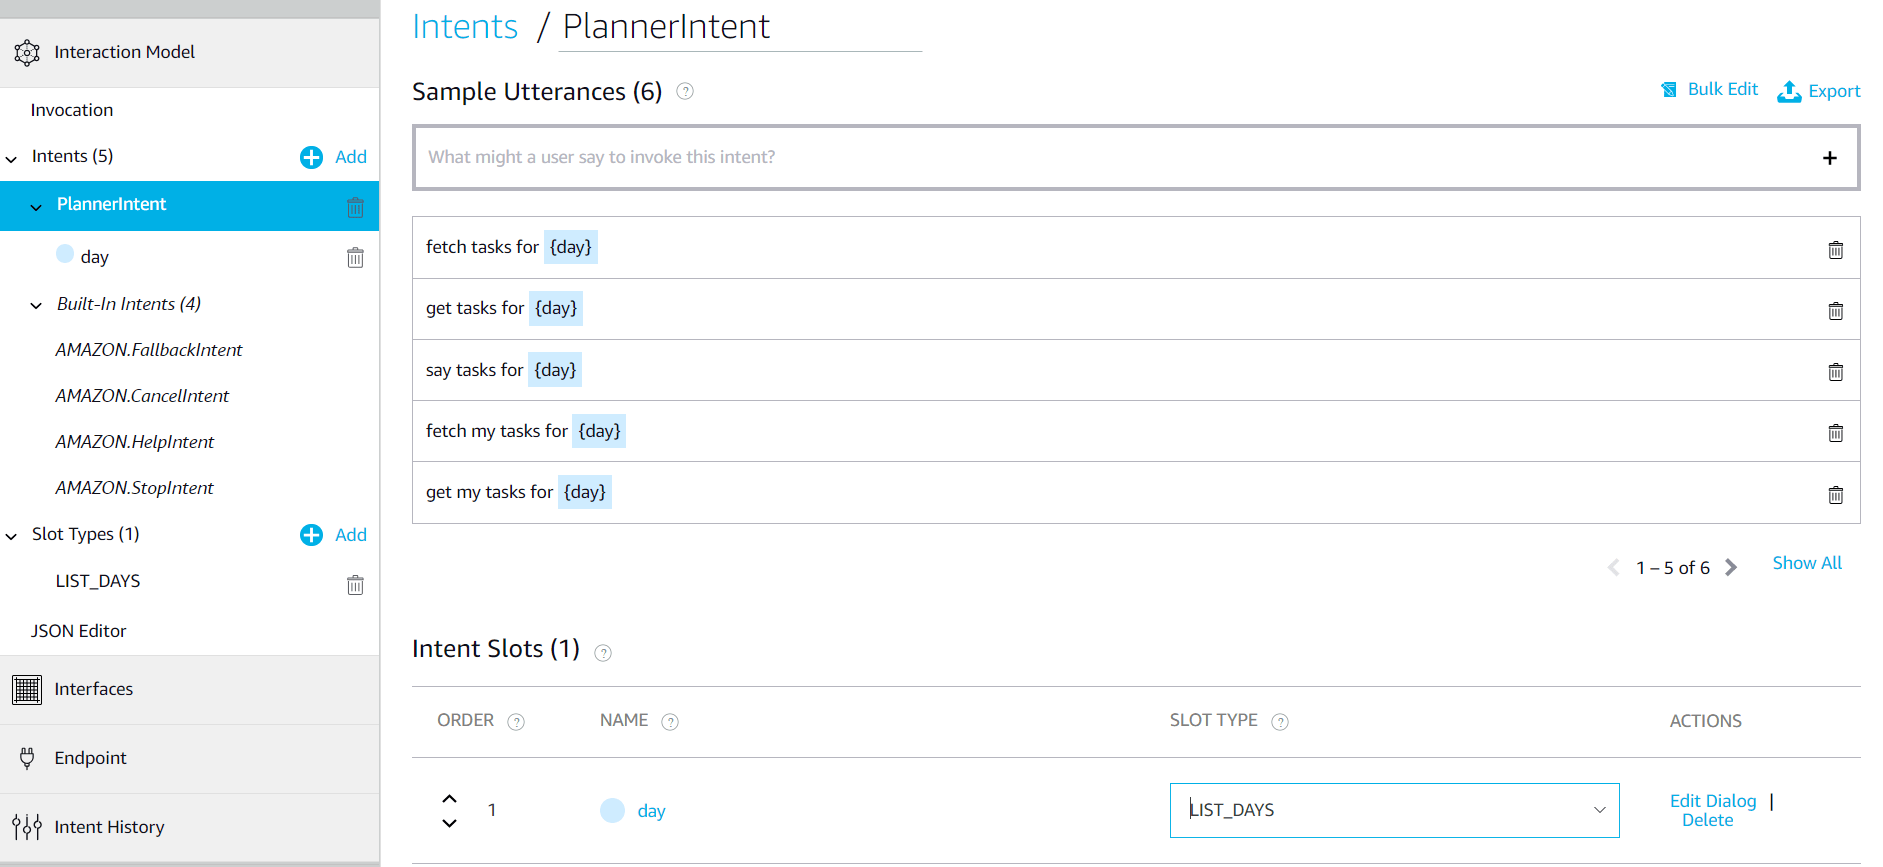 Interaction Model
Invocation
Intents (5)
Add
PlannerIntent
day
Built-In Intents (4)
AMAZON.FallbackIntent
AMAZON.CancelIntent
AMAZON.HelpIntent
AMAZON.StopIntent
Slot Types (1)
Add
LIST_DAYS
JSON Editor
Interfaces
Endpoint
Intent History
Intents / PlannerIntent
Sample Utterances (6) ?
Bulk Edit
Export
What might a user say to invoke this intent?
fetch tasks for {day}
get tasks for {day}
say tasks for {day}
fetch my tasks for {day}
get my tasks for {day}
1 – 5 of 6
Show All
Intent Slots (1) ?
ORDER ? NAME ? SLOT TYPE ? ACTIONS
1 day LIST_DAYS Edit Dialog |
Delete